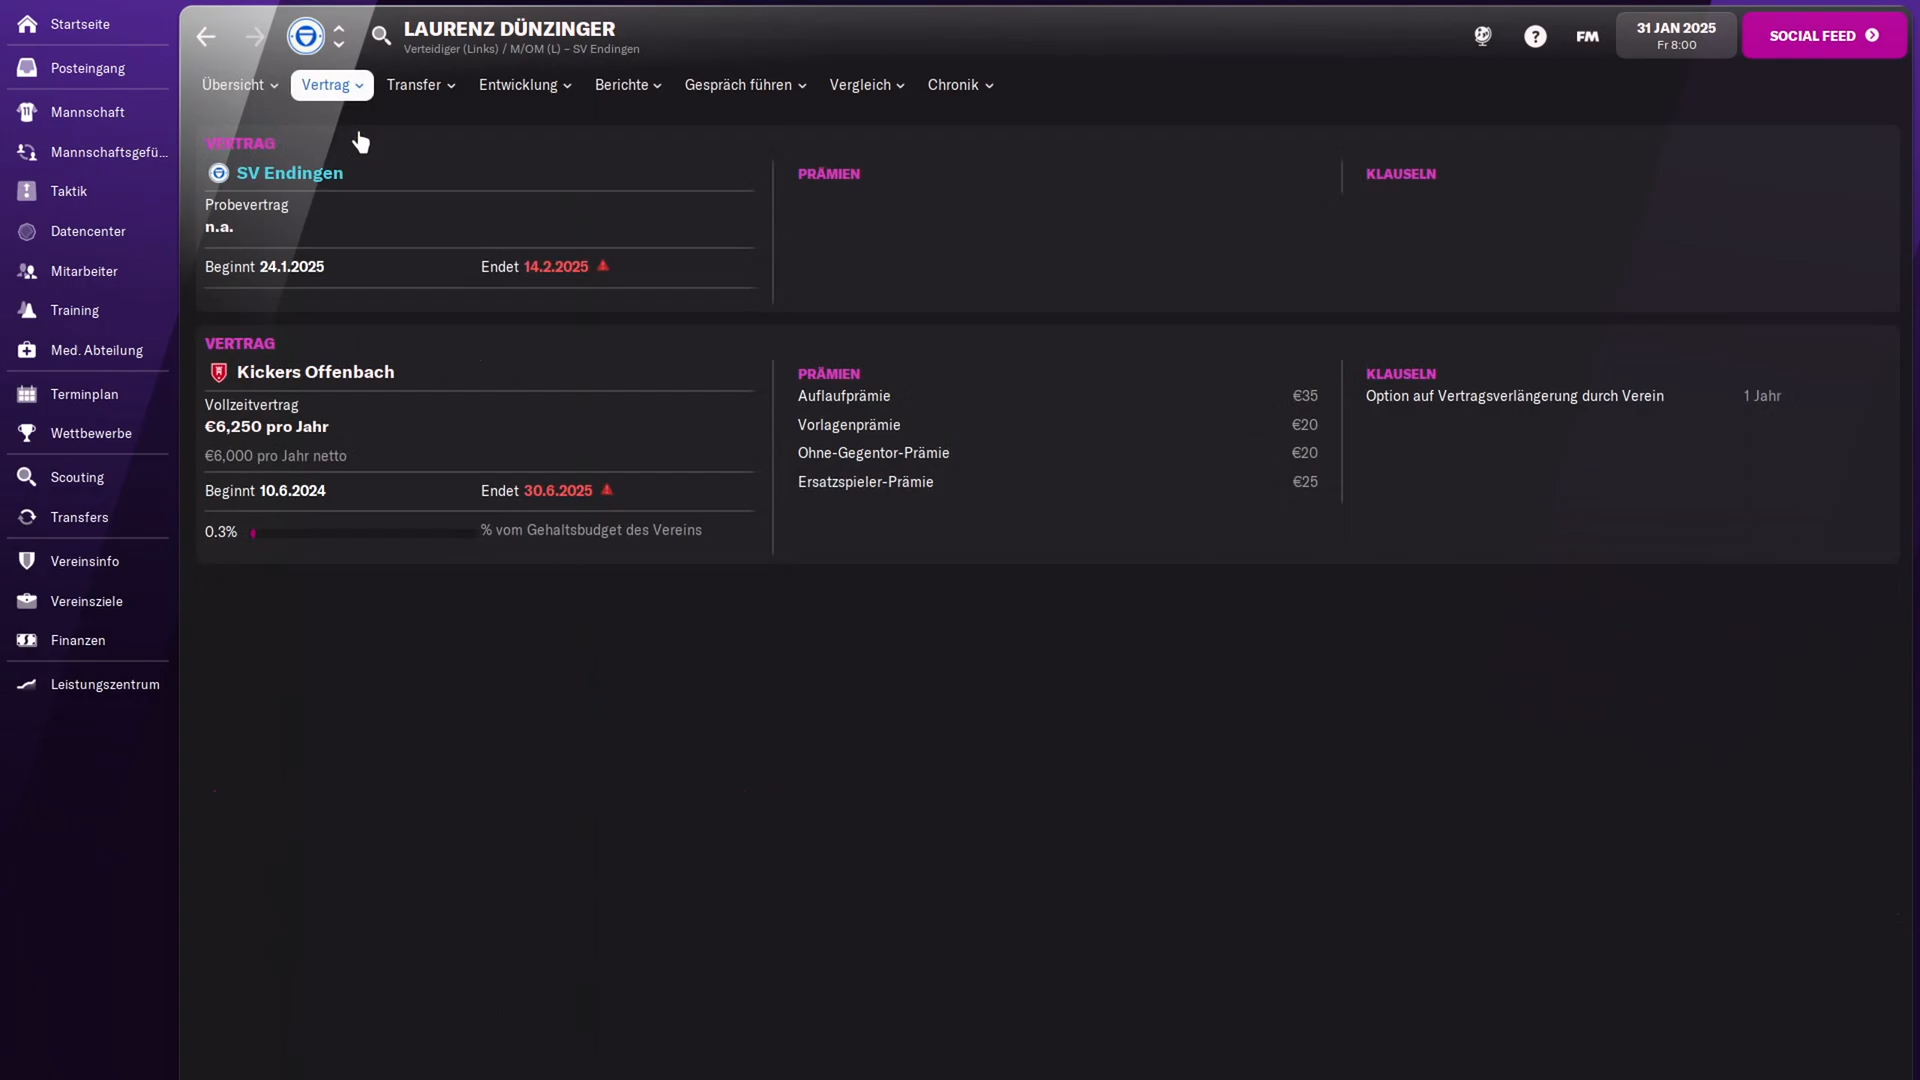 Startseite
Posteingang
Mannschaft
Mannschaftsgefü...
Taktik
Datencenter
Mitarbeiter
Training
Med. Abteilung
Terminplan
Wettbewerbe
Scouting
Transfers
Vereinsinfo
Vereinsziele
Finanzen
Leistungszentrum
LAURENZ DÜNZINGER
Verteidiger (Links) / M/OM (L) – SV Endingen
FM
31 JAN 2025
Fr 8:00
SOCIAL FEED
Übersicht Vertrag Transfer Entwicklung Berichte Gespräch führen Vergleich Chronik
VERTRAG
SV Endingen
Probevertrag
n.a.
Beginnt 24.1.2025 Endet 14.2.2025
PRÄMIEN
KLAUSELN
VERTRAG
Kickers Offenbach
Vollzeitvertrag
€6,250 pro Jahr
€6,000 pro Jahr netto
Beginnt 10.6.2024 Endet 30.6.2025
0.3% % vom Gehaltsbudget des Vereins
PRÄMIEN
Auflaufprämie €35
Vorlagenprämie €20
Ohne-Gegentor-Prämie €20
Ersatzspieler-Prämie €25
KLAUSELN
Option auf Vertragsverlängerung durch Verein 1 Jahr